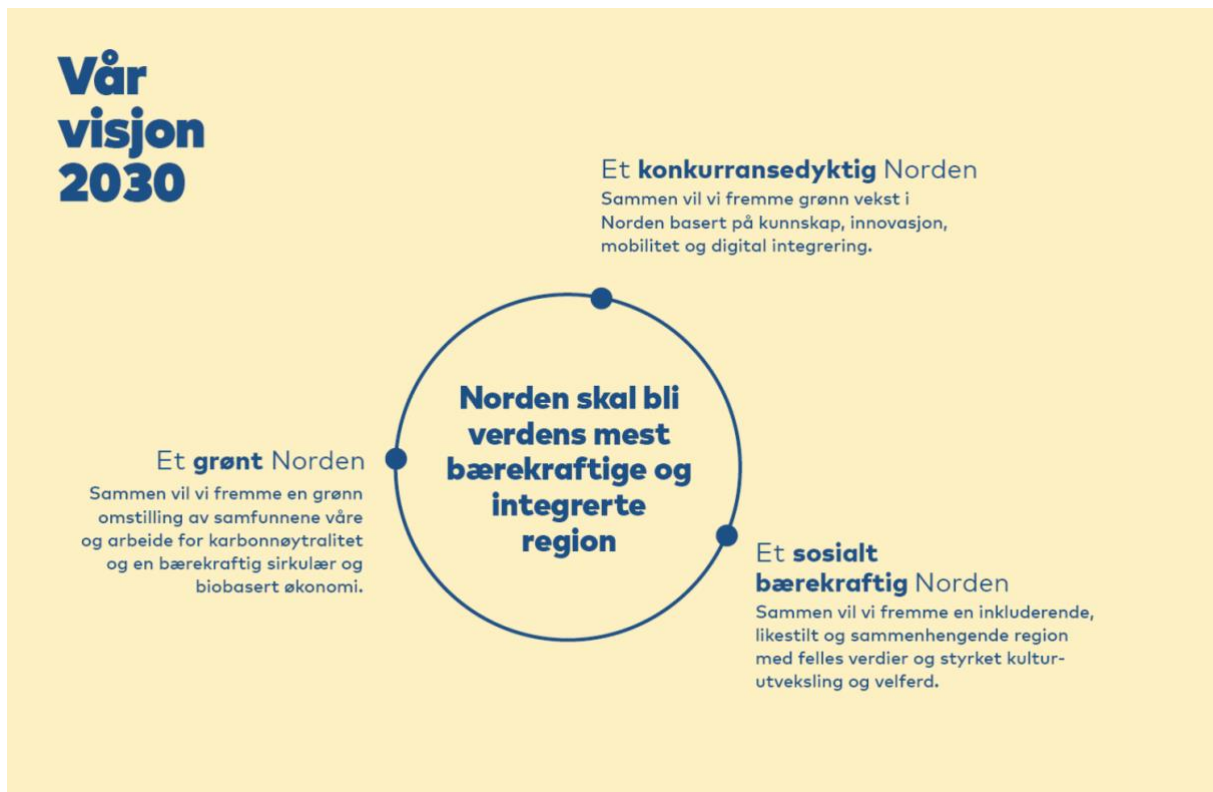 Vår
visjon
2030
Et konkurransedyktig Norden
Sammen vil vi fremme grønn vekst i
Norden basert på kunnskap, innovasjon,
mobilitet og digital integrering.
Norden skal bli
verdens mest
bærekraftige og
integrerte
region
Et grønt Norden
Sammen vil vi fremme en grønn
omstilling av samfunnene våre
og arbeide for karbonnøytralitet
og en bærekraftig sirkulær og
biobasert økonomi.
Et sosialt
bærekraftig Norden
Sammen vil vi fremme en inkluderende,
likestilt og sammenhengende region
med felles verdier og styrket kultur-
utveksling og velferd.